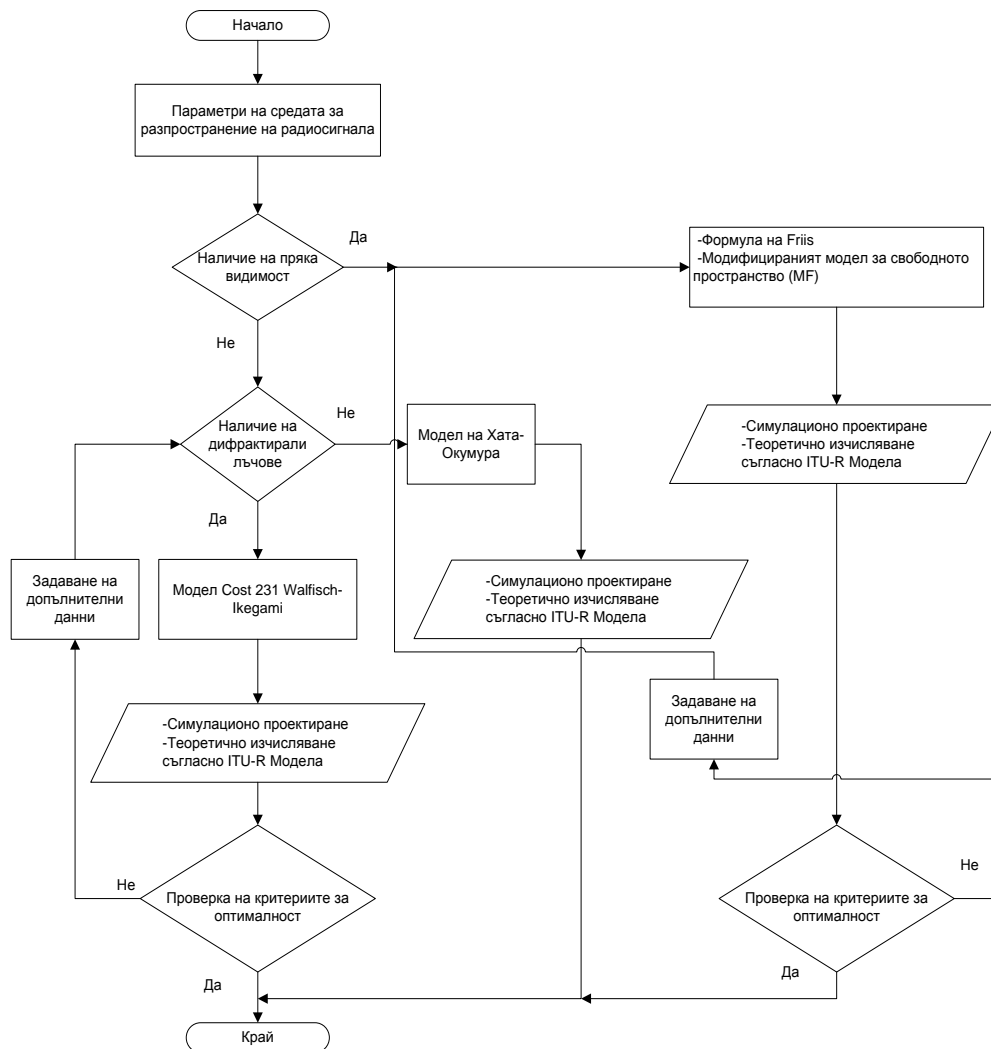 Начало
Параметри на средата за
разпространение на радиосигнала
Наличие на пряка
видимост
Да
Не
-Формула на Friis
-Модифицираният модел за свободното
пространство (MF)
-Симулационо проектиране
-Теоретично изчисляване
съгласно ITU-R Модела
Наличие на
дифрактирали
лъчове
Не
Да
Модел на Хата-
Окумура
-Симулационо проектиране
-Теоретично изчисляване
съгласно ITU-R Модела
Задаване на
допълнителни
данни
Модел Cost 231 Walfisch-
Ikegami
-Симулационо проектиране
-Теоретично изчисляване
съгласно ITU-R Модела
Задаване на
допълнителни
данни
Не
Проверка на критериите за
оптималност
Да
Проверка на критериите за
оптималност
Не
Да
Край